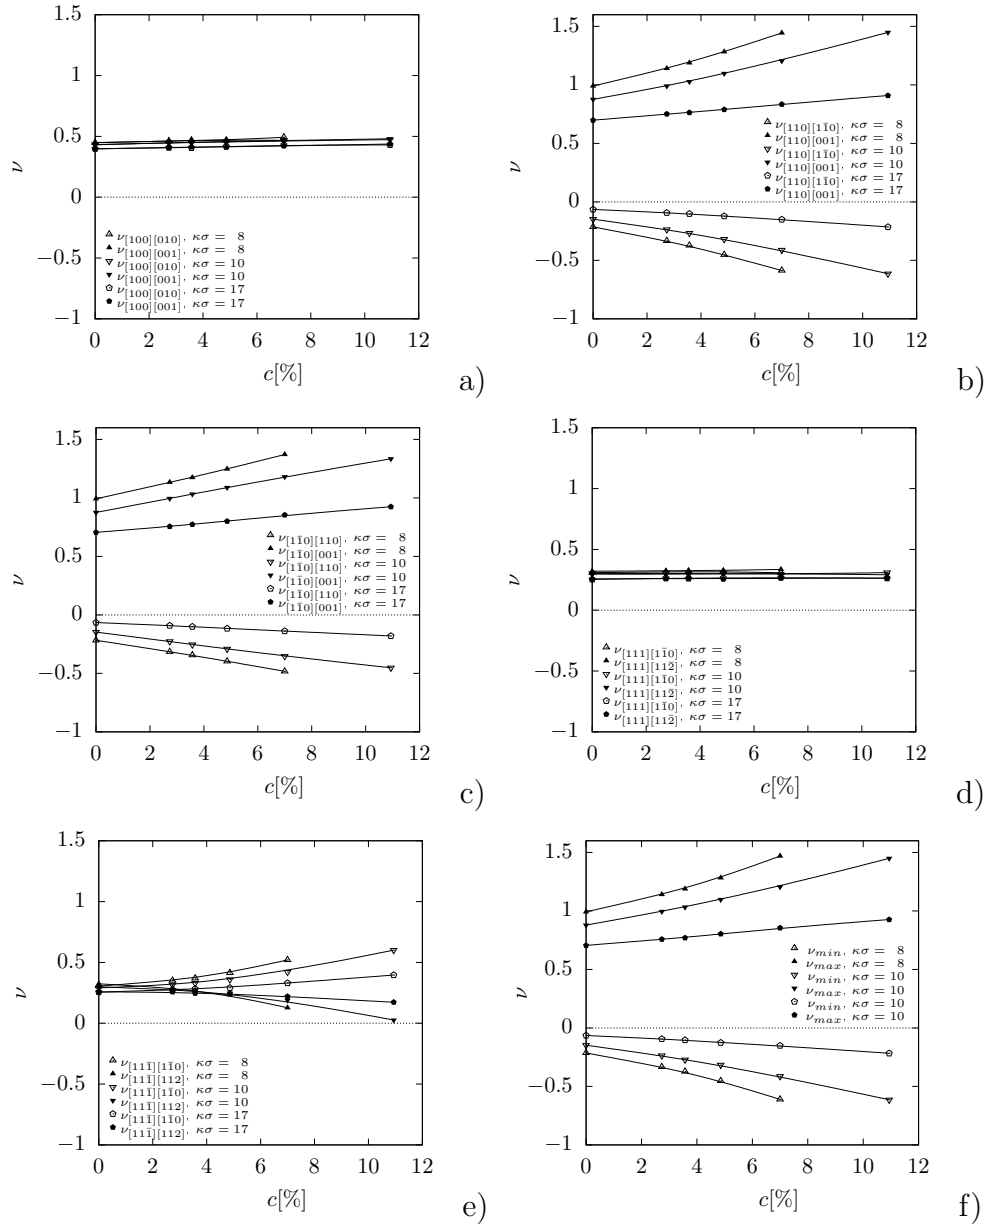 1.5
1
0.5
0
−0.5
−1
0 2 4 6 8 10 12
ν
c[%]
ν[100][010], κσ = 8
ν[100][001], κσ = 8
ν[100][010], κσ = 10
ν[100][001], κσ = 10
ν[100][010], κσ = 17
ν[100][001], κσ = 17
a)
1.5
1
0.5
0
−0.5
−1
0 2 4 6 8 10 12
ν
c[%]
ν[110][11̄0], κσ = 8
ν[110][001], κσ = 8
ν[110][11̄0], κσ = 10
ν[110][001], κσ = 10
ν[110][11̄0], κσ = 17
ν[110][001], κσ = 17
b)
1.5
1
0.5
0
−0.5
−1
0 2 4 6 8 10 12
ν
c[%]
ν[11̄0][110], κσ = 8
ν[11̄0][001], κσ = 8
ν[11̄0][110], κσ = 10
ν[11̄0][001], κσ = 10
ν[11̄0][110], κσ = 17
ν[11̄0][001], κσ = 17
c)
1.5
1
0.5
0
−0.5
−1
0 2 4 6 8 10 12
ν
c[%]
ν[111][11̄0], κσ = 8
ν[111][112̄], κσ = 8
ν[111][11̄0], κσ = 10
ν[111][112̄], κσ = 10
ν[111][11̄0], κσ = 17
ν[111][112̄], κσ = 17
d)
1.5
1
0.5
0
−0.5
−1
0 2 4 6 8 10 12
ν
c[%]
ν[111̄][11̄0], κσ = 8
ν[111̄][112], κσ = 8
ν[111̄][11̄0], κσ = 10
ν[111̄][112], κσ = 10
ν[111̄][11̄0], κσ = 17
ν[111̄][112], κσ = 17
e)
1.5
1
0.5
0
−0.5
−1
0 2 4 6 8 10 12
ν
c[%]
νmin, κσ = 8
νmax, κσ = 8
νmin, κσ = 10
νmax, κσ = 10
νmin, κσ = 10
νmax, κσ = 10
f)